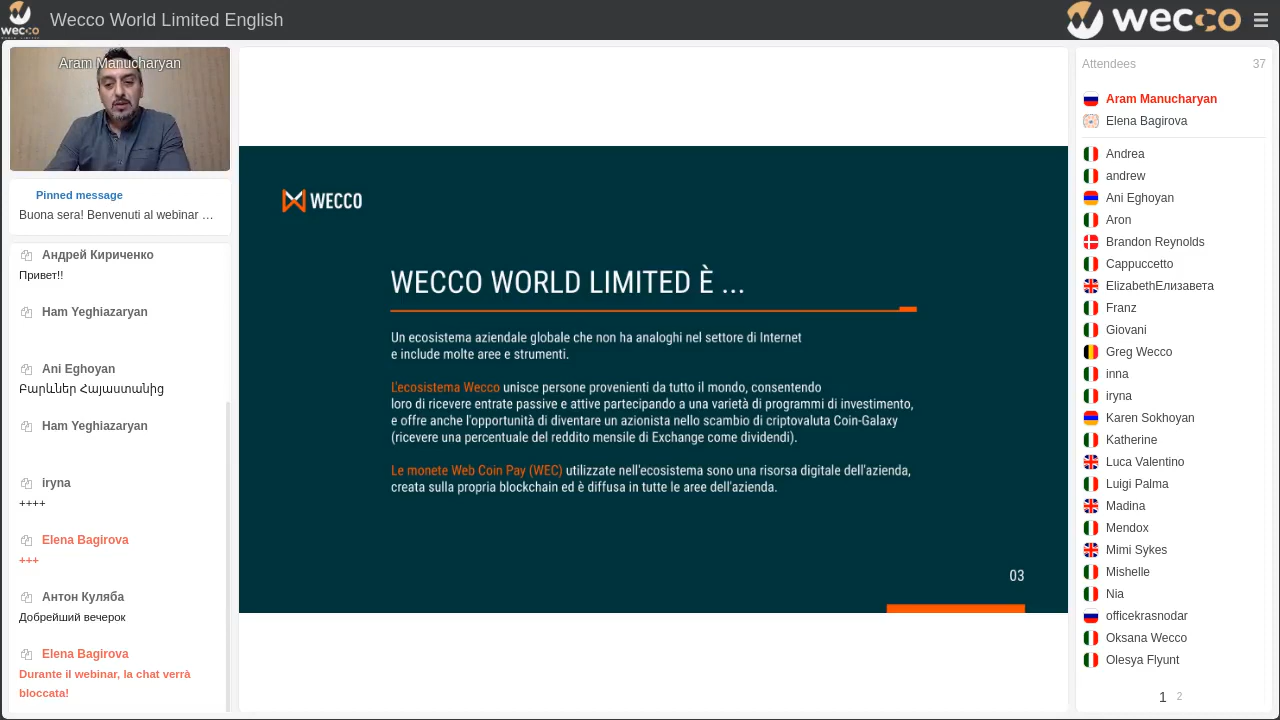 wecco
WORLD LIMITED
Wecco World Limited English
wecco
Aram Manucharyan
Pinned message
Buona sera! Benvenuti al webinar …
Андрей Кириченко
Привет!!
Ham Yeghiazaryan
Ani Eghoyan
Բարևներ Հայաստանից
Ham Yeghiazaryan
iryna
++++
Elena Bagirova
+++
Антон Куляба
Добрейший вечерок
Elena Bagirova
Durante il webinar, la chat verrà
bloccata!
WECCO
WECCO WORLD LIMITED È ...
Un ecosistema aziendale globale che non ha analoghi nel settore di Internet
e include molte aree e strumenti.
L'ecosistema Wecco unisce persone provenienti da tutto il mondo, consentendo
loro di ricevere entrate passive e attive partecipando a una varietà di programmi di investimento,
e offre anche l'opportunità di diventare un azionista nello scambio di criptovaluta Coin-Galaxy
(ricevere una percentuale del reddito mensile di Exchange come dividendi).
Le monete Web Coin Pay (WEC) utilizzate nell'ecosistema sono una risorsa digitale dell'azienda,
creata sulla propria blockchain ed è diffusa in tutte le aree dell'azienda.
03
Attendees 37
Aram Manucharyan
Elena Bagirova
Andrea
andrew
Ani Eghoyan
Aron
Brandon Reynolds
Cappuccetto
ElizabethЕлизавета
Franz
Giovani
Greg Wecco
inna
iryna
Karen Sokhoyan
Katherine
Luca Valentino
Luigi Palma
Madina
Mendox
Mimi Sykes
Mishelle
Nia
officekrasnodar
Oksana Wecco
Olesya Flyunt
1 2